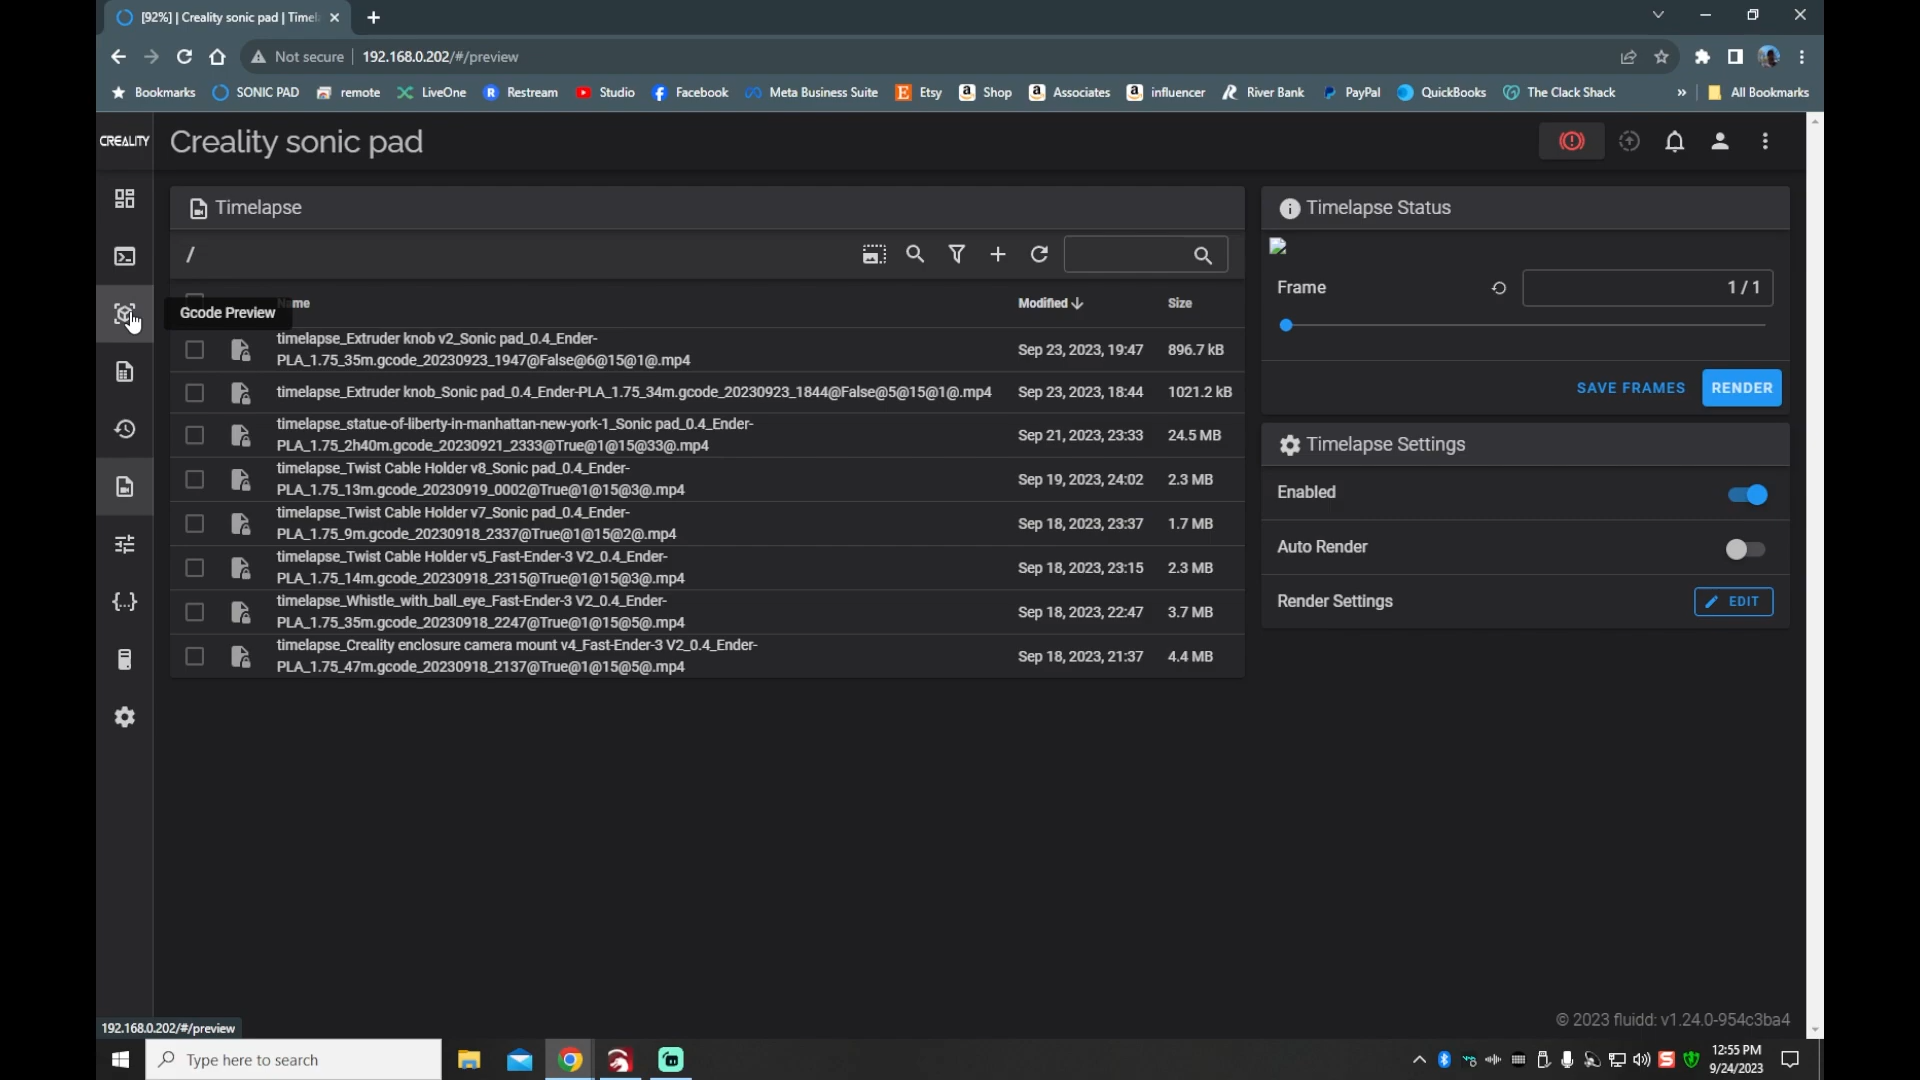 [92%] | Creality sonic pad | Timel
Not secure
192.168.0.202/#/preview
Bookmarks
SONIC PAD
remote
LiveOne
Restream
Studio
Facebook
Meta Business Suite
Etsy
Shop
Associates
influencer
River Bank
PayPal
QuickBooks
The Clack Shack
»
All Bookmarks
CREALITY
Creality sonic pad
Timelapse
/
me
Modified
Size
Gcode Preview
timelapse_Extruder knob v2_Sonic pad_0.4_Ender-
PLA_1.75_35m.gcode_20230923_1947@False@6@15@1@.mp4
Sep 23, 2023, 19:47
896.7 kB
timelapse_Extruder knob_Sonic pad_0.4_Ender-PLA_1.75_34m.gcode_20230923_1844@False@5@15@1@.mp4
Sep 23, 2023, 18:44
1021.2 kB
timelapse_statue-of-liberty-in-manhattan-new-york-1_Sonic pad_0.4_Ender-
PLA_1.75_2h40m.gcode_20230921_2333@True@1@15@33@.mp4
Sep 21, 2023, 23:33
24.5 MB
timelapse_Twist Cable Holder v8_Sonic pad_0.4_Ender-
PLA_1.75_13m.gcode_20230919_0002@True@1@15@3@.mp4
Sep 19, 2023, 24:02
2.3 MB
timelapse_Twist Cable Holder v7_Sonic pad_0.4_Ender-
PLA_1.75_9m.gcode_20230918_2337@True@1@15@2@.mp4
Sep 18, 2023, 23:37
1.7 MB
timelapse_Twist Cable Holder v5_Fast-Ender-3 V2_0.4_Ender-
PLA_1.75_14m.gcode_20230918_2315@True@1@15@3@.mp4
Sep 18, 2023, 23:15
2.3 MB
timelapse_Whistle_with_ball_eye_Fast-Ender-3 V2_0.4_Ender-
PLA_1.75_35m.gcode_20230918_2247@True@1@15@5@.mp4
Sep 18, 2023, 22:47
3.7 MB
timelapse_Creality enclosure camera mount v4_Fast-Ender-3 V2_0.4_Ender-
PLA_1.75_47m.gcode_20230918_2137@True@1@15@5@.mp4
Sep 18, 2023, 21:37
4.4 MB
Timelapse Status
Frame
1 / 1
SAVE FRAMES
RENDER
Timelapse Settings
Enabled
Auto Render
Render Settings
EDIT
© 2023 fluidd: v1.24.0-954c3ba4
192.168.0.202/#/preview
Type here to search
12:55 PM
9/24/2023